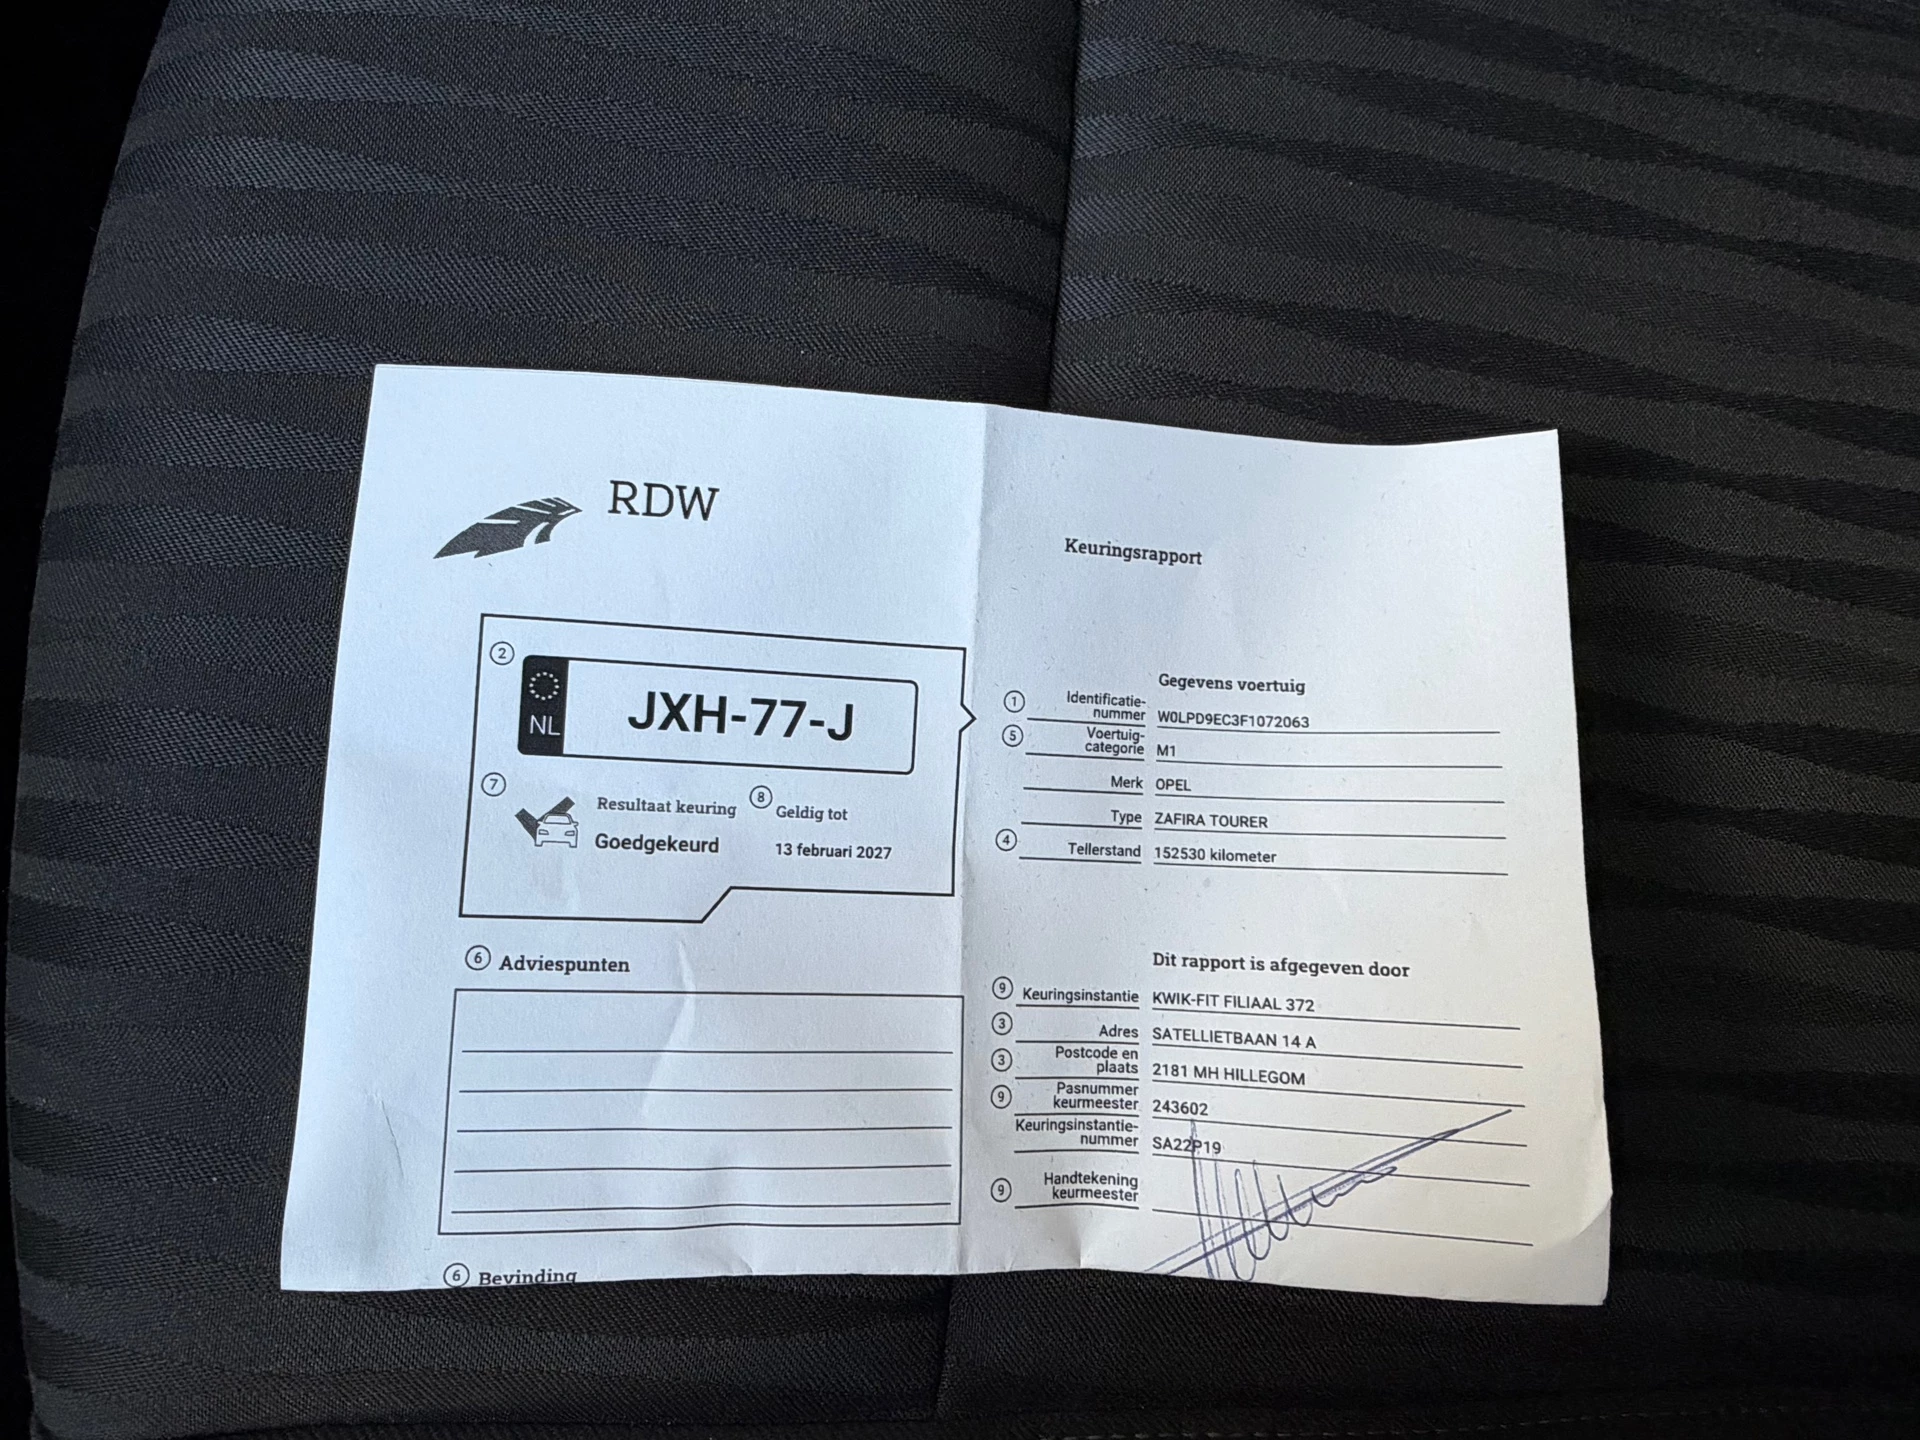 RDW
Keuringsrapport
2
NL
JXH-77-J
7
Resultaat keuring
Goedgekeurd
8
Geldig tot
13 februari 2027
6 Adviespunten
6 Bevinding
Gegevens voertuig
1 Identificatie-
nummer W0LPD9EC3F1072063
5 Voertuig-
categorie M1
Merk OPEL
Type ZAFIRA TOURER
4 Tellerstand 152530 kilometer
Dit rapport is afgegeven door
9 Keuringsinstantie KWIK-FIT FILIAAL 372
3 Adres SATELLIETBAAN 14 A
3 Postcode en
plaats 2181 MH HILLEGOM
9 Pasnummer
keurmeester 243602
Keuringsinstantie-
nummer SA22P19
9 Handtekening
keurmeester